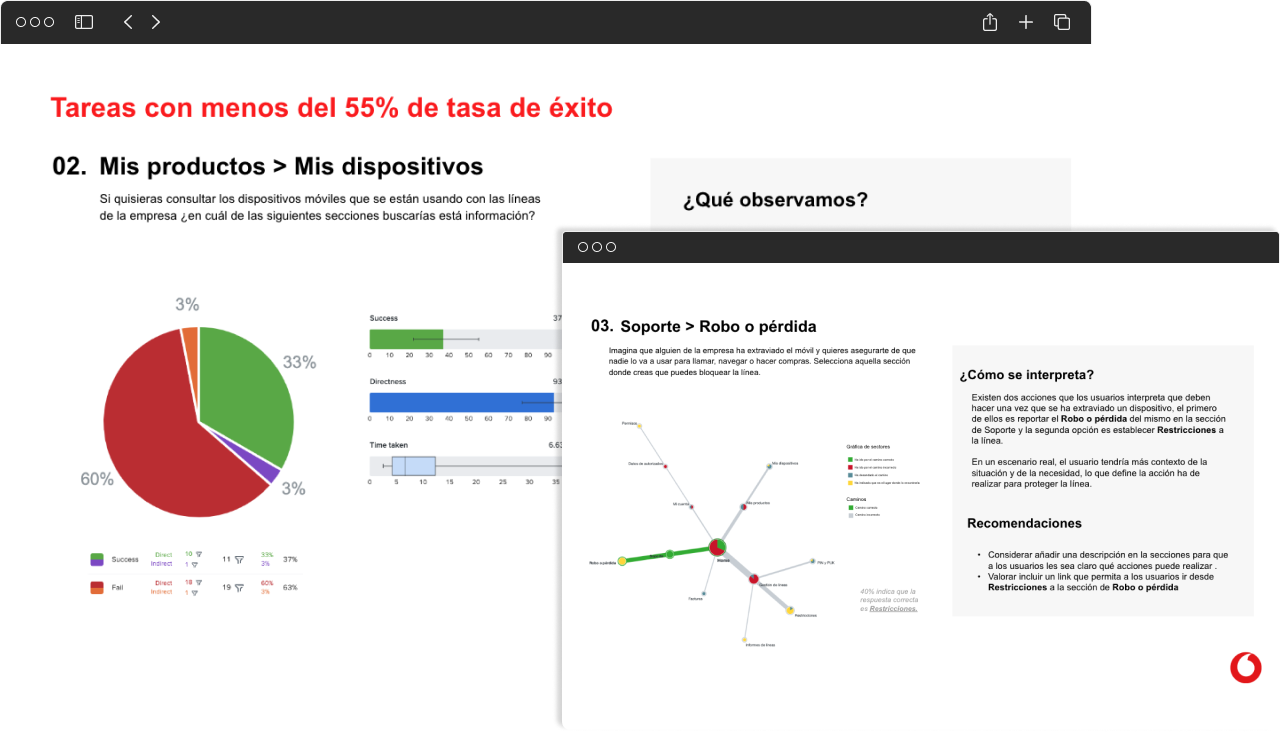 Tareas con menos del 55% de tasa de éxito
02. Mis productos > Mis dispositivos
Si quisieras consultar los dispositivos móviles que se están usando con las líneas
de la empresa ¿en cuál de las siguientes secciones buscarías está información?
¿Qué observamos?
3%
33%
60%
3%
Success 37
0 10 20 30 40 50 60 70 80 90
Directness 93
0 10 20 30 40 50 60 70 80 90
Time taken 6.63
0 5 10 15 20 25 30 35
Success Direct 10 11 33% 37%
Indirect 1 3%
Fail Direct 18 19 60% 63%
Indirect 1 3%
03. Soporte > Robo o pérdida
Imagina que alguien de la empresa ha extraviado el móvil y quieres asegurarte de que
nadie lo va a usar para llamar, navegar o hacer compras. Selecciona aquella sección
donde creas que puedes bloquear la línea.
Permisos
Datos de autorizados
Mis dispositivos
Mi cuenta
Mis productos
Robo o pérdida
PIN y PUK
Gestión de líneas
Facturas
Restricciones
Informes de líneas
Gráfica de sectores
Caminos
Camino correcto
Camino incorrecto
40% indica que la
respuesta correcta
es Restricciones.
¿Cómo se interpreta?
Existen dos acciones que los usuarios interpreta que deben
hacer una vez que se ha extraviado un dispositivo, el primero
de ellos es reportar el Robo o pérdida del mismo en la sección
de Soporte y la segunda opción es establecer Restricciones a
la línea.
En un escenario real, el usuario tendría más contexto de la
situación y de la necesidad, lo que define la acción ha de
realizar para proteger la línea.
Recomendaciones
• Considerar añadir una descripción en la secciones para que
a los usuarios les sea claro qué acciones puede realizar .
• Valorar incluir un link que permita a los usuarios ir desde
Restricciones a la sección de Robo o pérdida